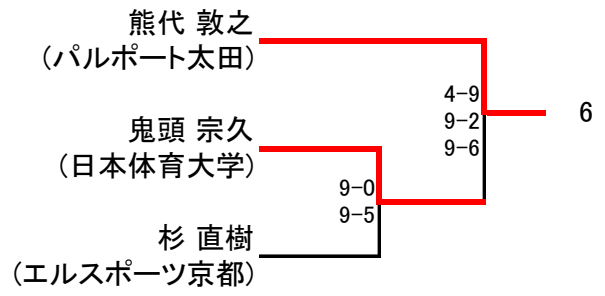 熊代 敦之
(パルポート太田)
4-9
9-2
9-6
6
鬼頭 宗久
(日本体育大学)
9-0
9-5
杉 直樹
(エルスポーツ京都)